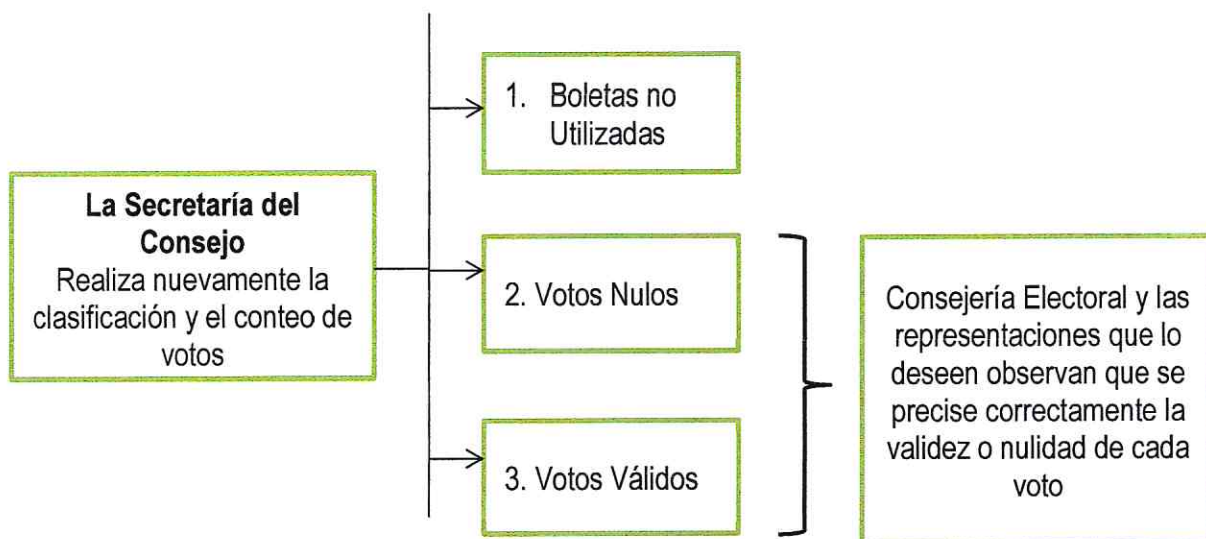 La Secretaría del
Consejo
Realiza nuevamente la
clasificación y el conteo de
votos
1. Boletas no
Utilizadas
2. Votos Nulos
3. Votos Válidos
Consejería Electoral y las
representaciones que lo
deseen observan que se
precise correctamente la
validez o nulidad de cada
voto